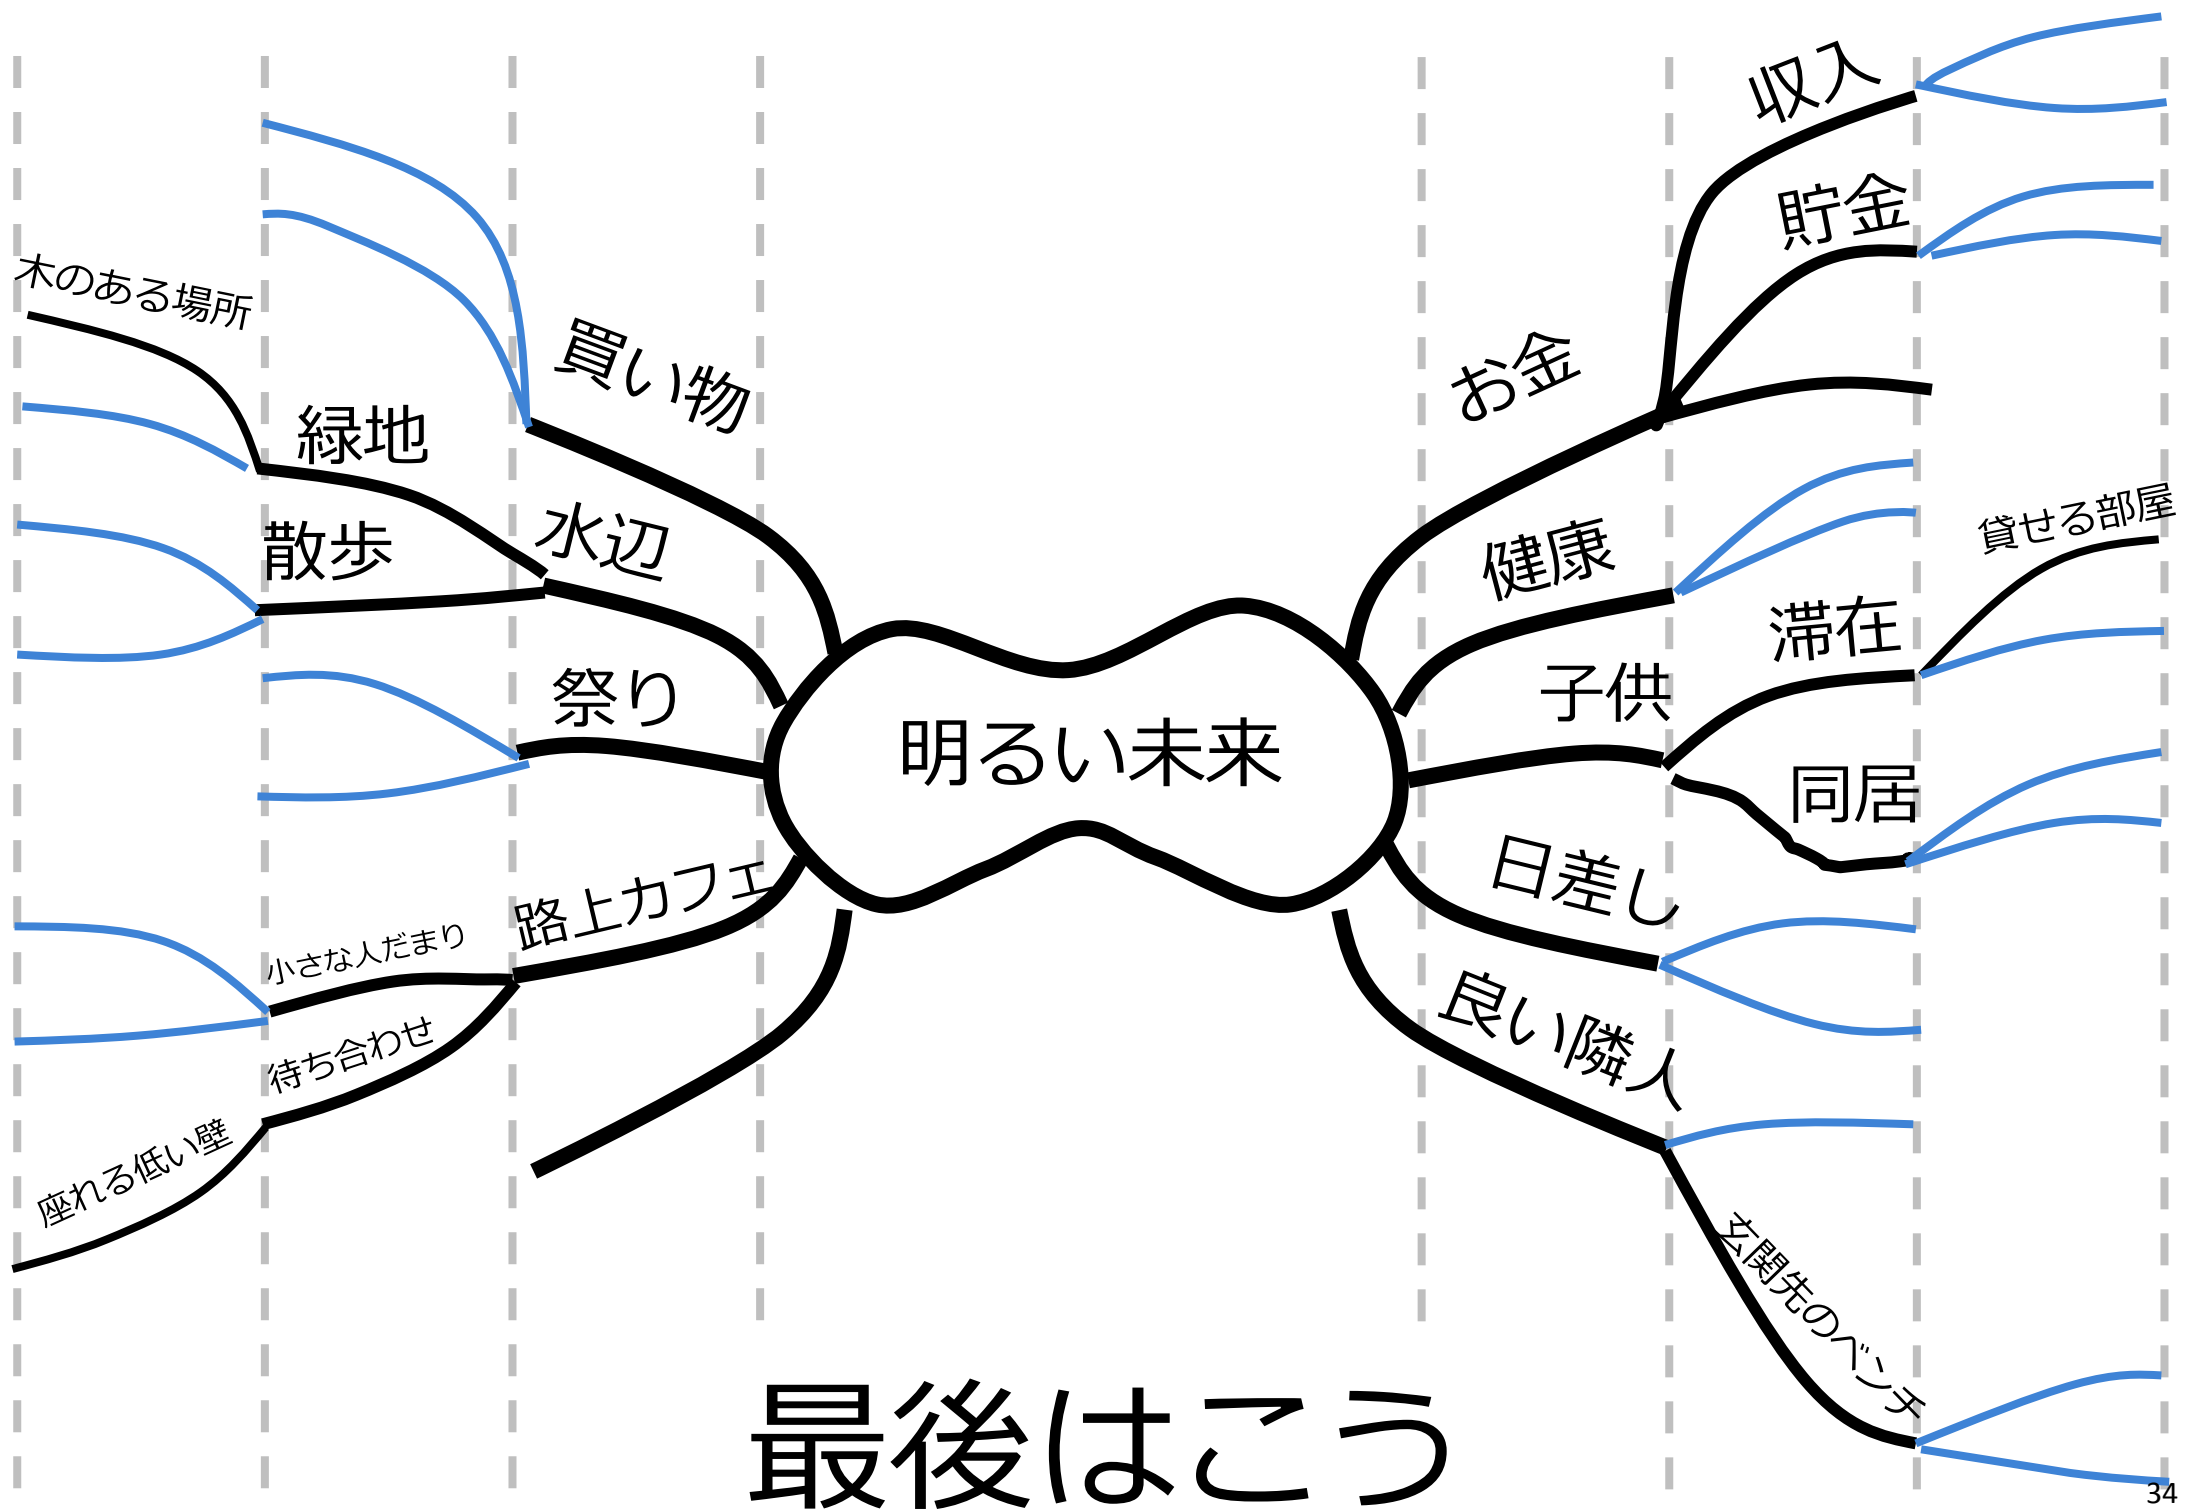 収入
貯金
お金
木のある場所
買い物
緑地
水辺
散歩
健康
貸せる部屋
滞在
子供
祭り
明るい未来
同居
日差し
路上カフェ
小さな人だまり
良い隣人
待ち合わせ
座れる低い壁
玄関先のベンチ
最後はこう
34